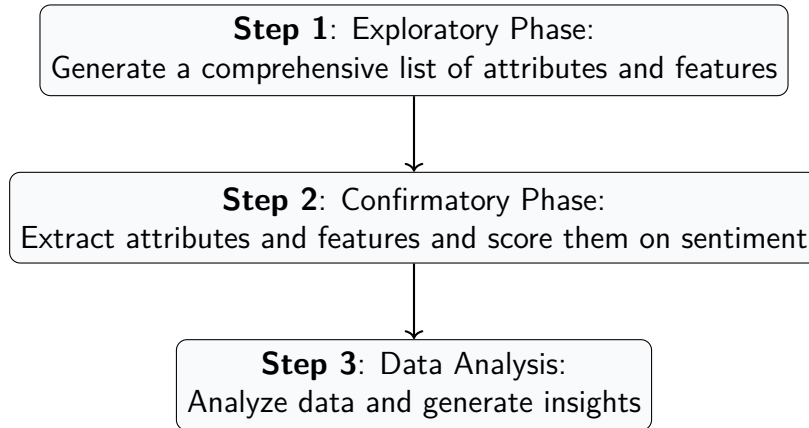 Step 1: Exploratory Phase:
Generate a comprehensive list of attributes and features
Step 2: Confirmatory Phase:
Extract attributes and features and score them on sentiment
Step 3: Data Analysis:
Analyze data and generate insights